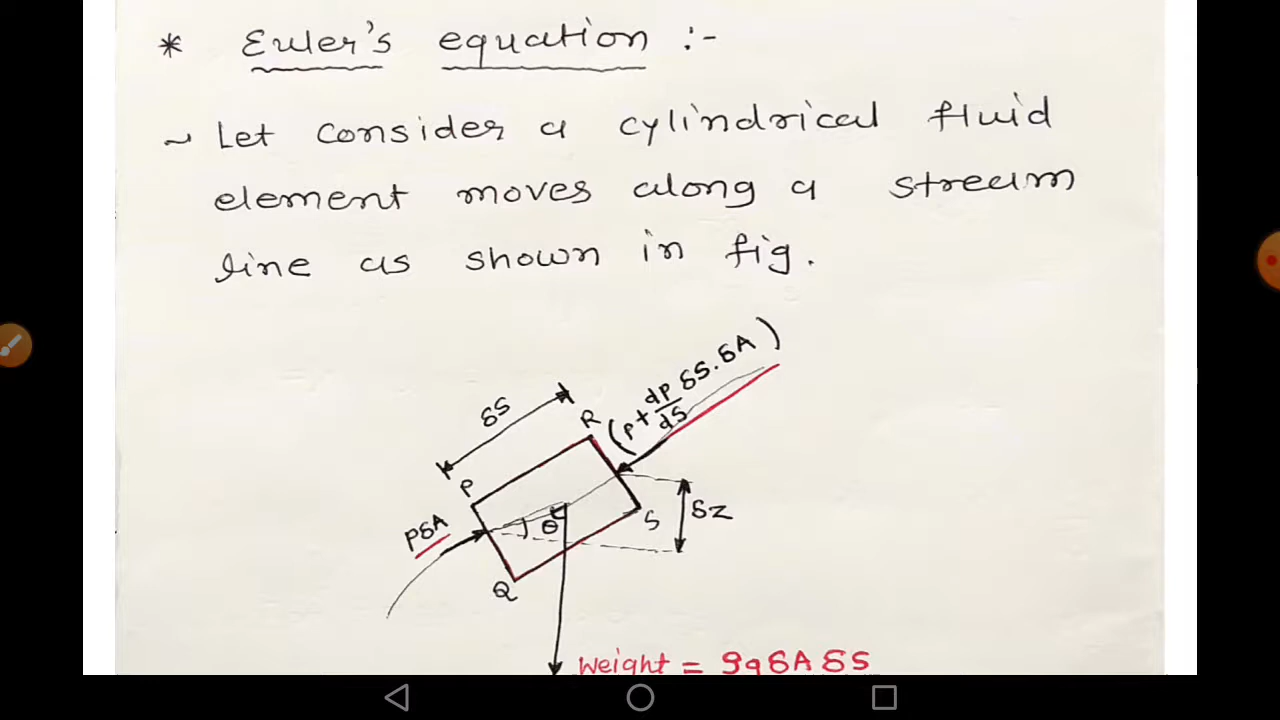 * Euler's equation :-
~ Let consider a cylindrical fluid
element moves along a stream
line as shown in fig.
δS
(P + dP/dS δS. δA)
R
P
PδA
θ
δZ
S
Q
Weight = ρgδA δS